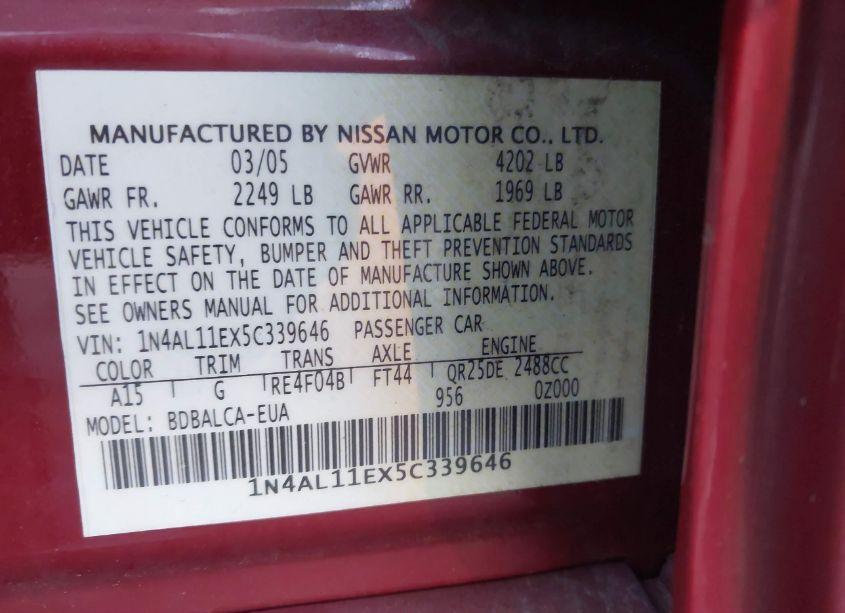 MANUFACTURED BY NISSAN MOTOR CO., LTD.
DATE 03/05 GVWR 4202 LB
GAWR FR. 2249 LB GAWR RR. 1969 LB
THIS VEHICLE CONFORMS TO ALL APPLICABLE FEDERAL MOTOR
VEHICLE SAFETY, BUMPER AND THEFT PREVENTION STANDARDS
IN EFFECT ON THE DATE OF MANUFACTURE SHOWN ABOVE.
SEE OWNERS MANUAL FOR ADDITIONAL INFORMATION.
VIN: 1N4AL11EX5C339646 PASSENGER CAR
COLOR TRIM TRANS AXLE ENGINE
A15 G RE4F04B FT44 QR25DE 2488CC
956 0Z000
MODEL: BDBALCA-EUA
1N4AL11EX5C339646